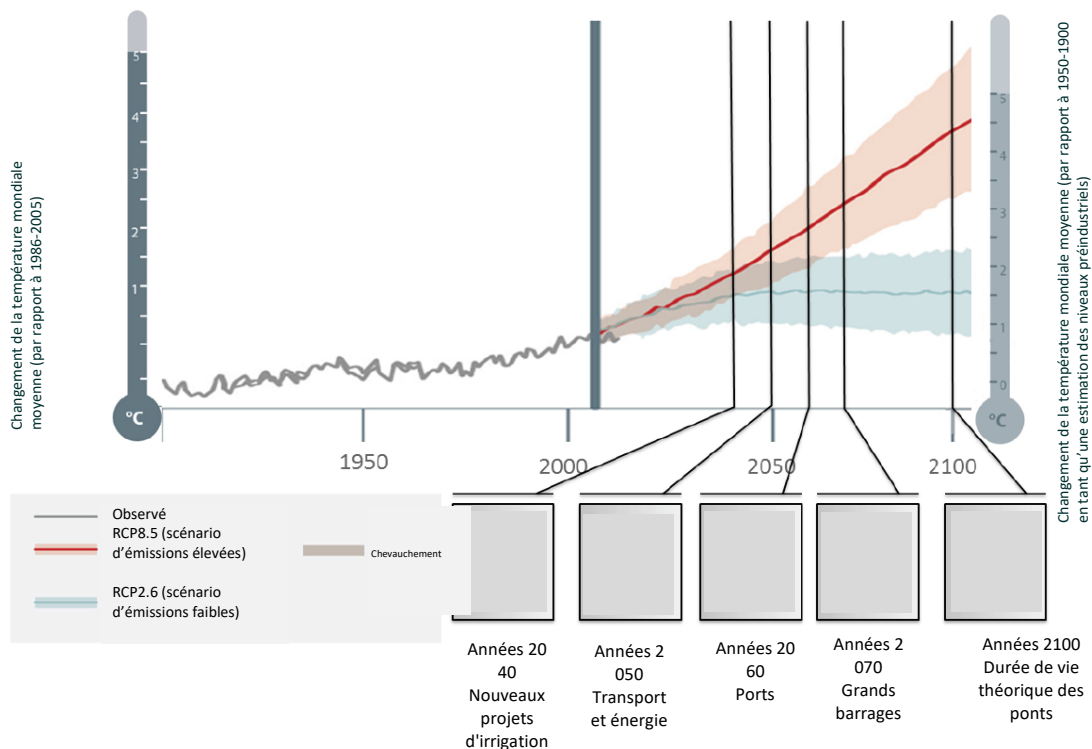 Changement de la température mondiale
moyenne (par rapport à 1986-2005)
5
4
3
2
1
°C
5
4
3
2
1
0
°C
Changement de la température mondiale moyenne (par rapport à 1950-1900
en tant qu'une estimation des niveaux préindustriels)
1950
2000
2050
2100
Observé
RCP8.5 (scénario
d'émissions élevées)
RCP2.6 (scénario
d'émissions faibles)
Chevauchement
Années 20
40
Nouveaux
projets
d'irrigation
Années 2
050
Transport
et énergie
Années 20
60
Ports
Années 2
070
Grands
barrages
Années 2100
Durée de vie
théorique des
ponts